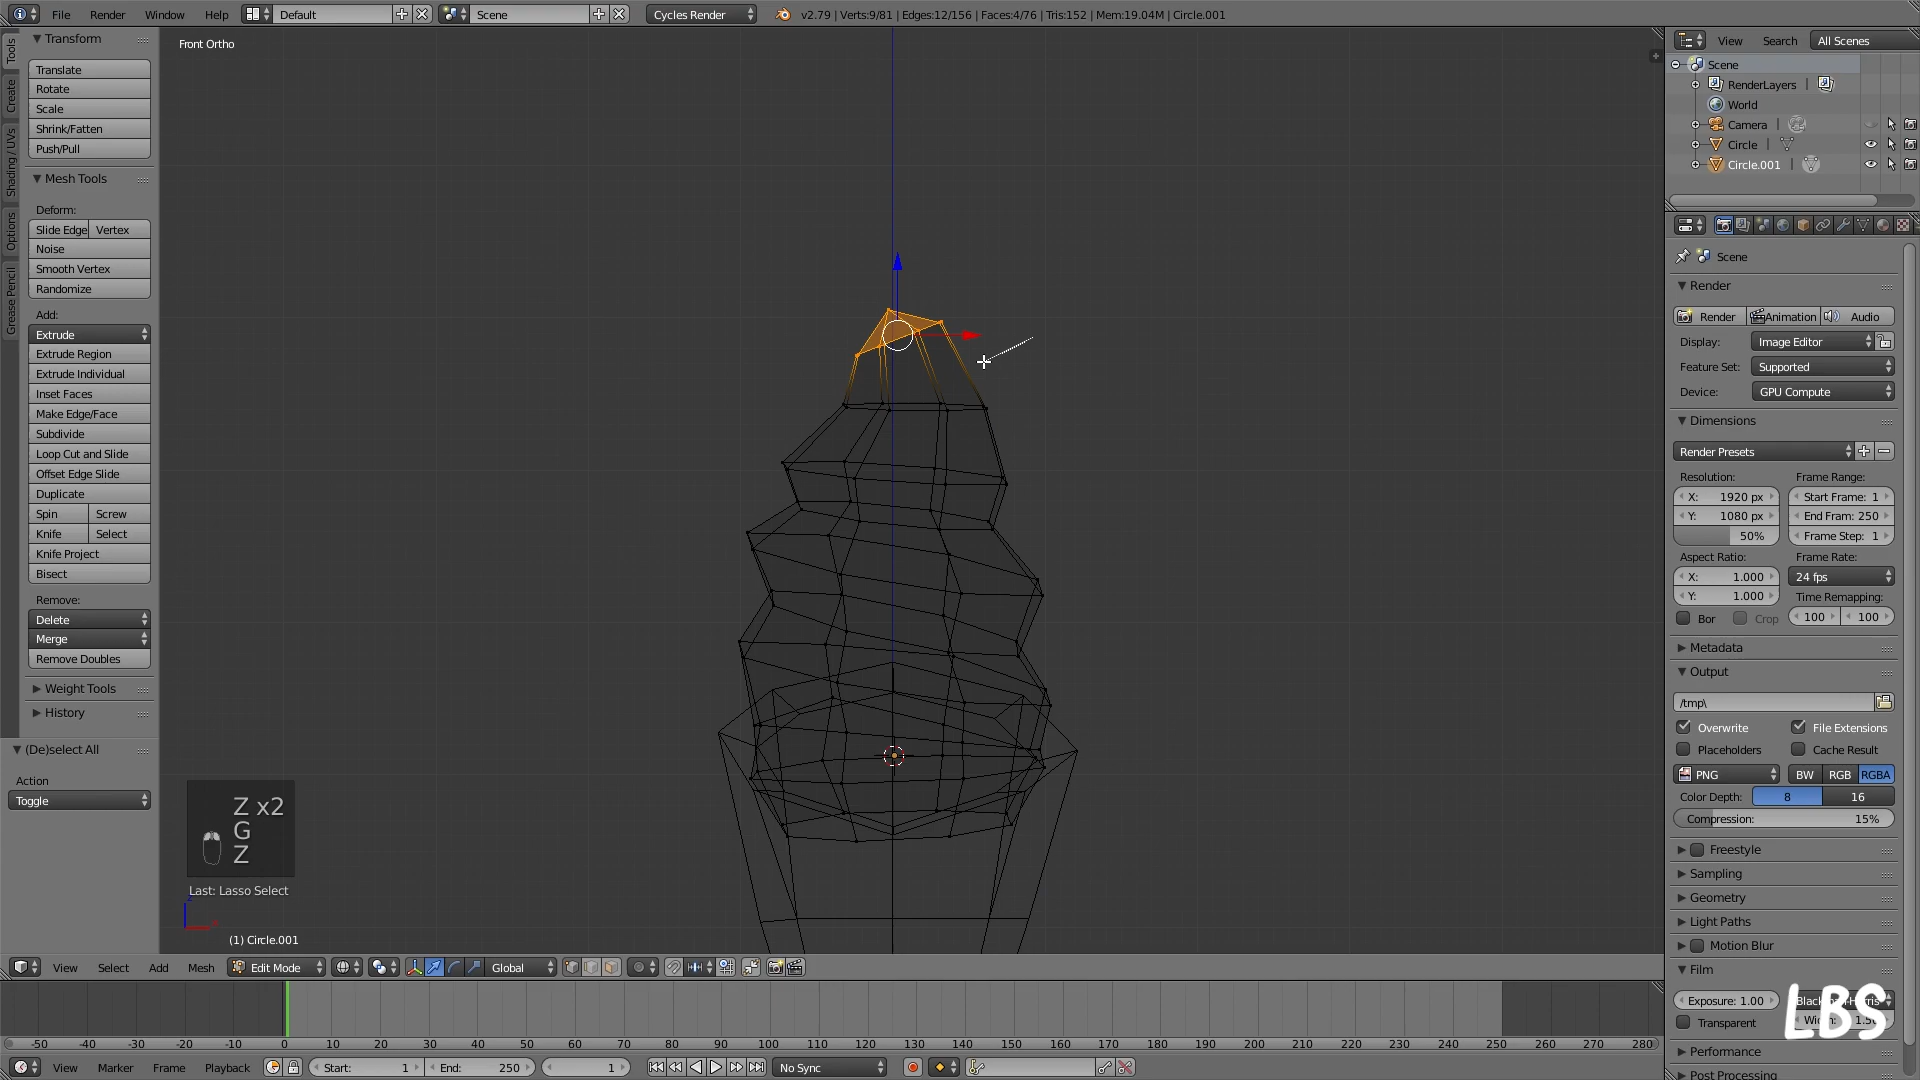 File Render Window Help Default Scene Cycles Render v2.79 | Verts:9/81 | Edges:12/156 | Faces:4/76 | Tris:152 | Mem:19.04M | Circle.001
Tools
Create
Shading / UVs
Options
Grease Pencil
Transform
Translate
Rotate
Scale
Shrink/Fatten
Push/Pull
Mesh Tools
Deform:
Slide Edge Vertex
Noise
Smooth Vertex
Randomize
Add:
Extrude
Extrude Region
Extrude Individual
Inset Faces
Make Edge/Face
Subdivide
Loop Cut and Slide
Offset Edge Slide
Duplicate
Spin Screw
Knife Select
Knife Project
Bisect
Remove:
Delete
Merge
Remove Doubles
Weight Tools
History
(De)select All
Action
Toggle
Front Ortho
Z x2
G
Z
Last: Lasso Select
(1) Circle.001
View Select Add Mesh Edit Mode Global
View Search All Scenes
Scene
RenderLayers |
World
Camera |
Circle |
Circle.001 |
Scene
Render
Render Animation Audio
Display: Image Editor
Feature Set: Supported
Device: GPU Compute
Dimensions
Render Presets
Resolution: Frame Range:
X: 1920 px Start Frame: 1
Y: 1080 px End Fram: 250
50% Frame Step: 1
Aspect Ratio: Frame Rate:
X: 1.000 24 fps
Y: 1.000 Time Remapping:
Bor Crop 100 100
Metadata
Output
/tmp\
Overwrite File Extensions
Placeholders Cache Result
PNG BW RGB RGBA
Color Depth: 8 16
Compression: 15%
Freestyle
Sampling
Geometry
Light Paths
Motion Blur
Film
Exposure: 1.00
Transparent
LBS
Performance
Post Processing
-50 -40 -30 -20 -10 0 10 20 30 40 50 60 70 80 90 100 110 120 130 140 150 160 170 180 190 200 210 220 230 240 250 260 270 280
View Marker Frame Playback Start: 1 End: 250 1 No Sync